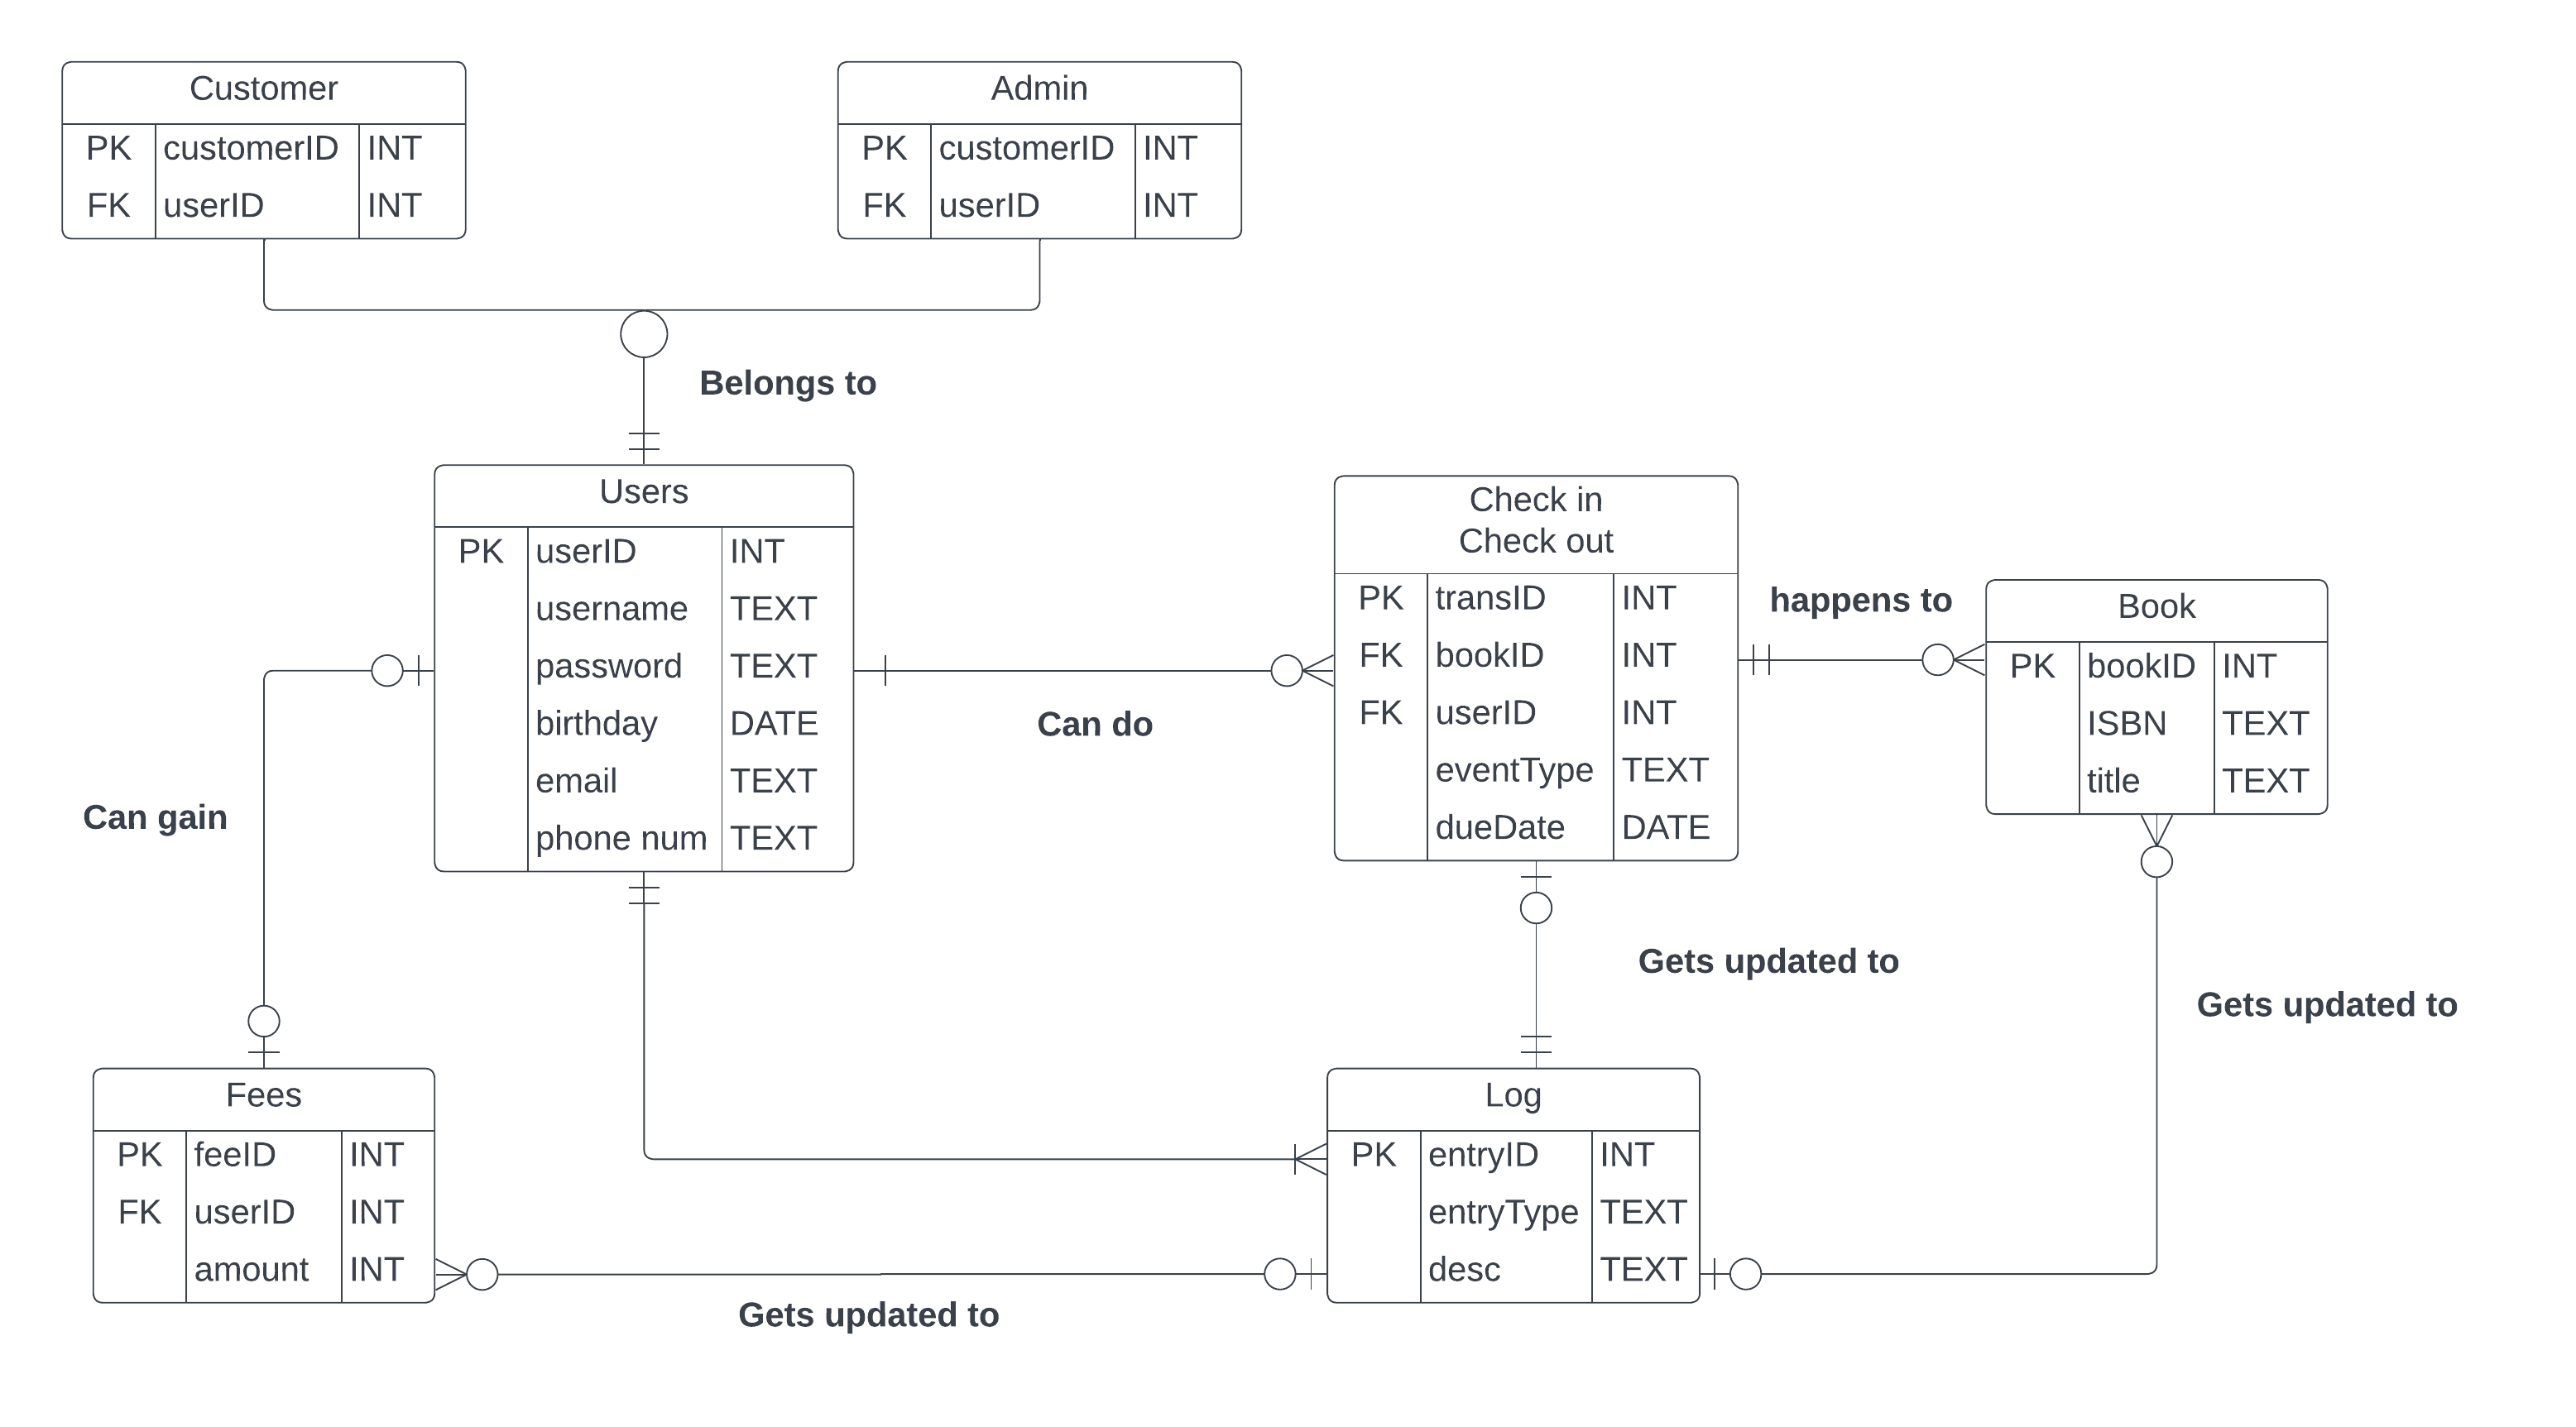 Customer
PK customerID INT
FK userID INT
Admin
PK customerID INT
FK userID INT
Belongs to
Users
PK userID INT
username TEXT
password TEXT
birthday DATE
email TEXT
phone num TEXT
Can do
Check in
Check out
PK transID INT
FK bookID INT
FK userID INT
eventType TEXT
dueDate DATE
happens to
Book
PK bookID INT
ISBN TEXT
title TEXT
Can gain
Gets updated to
Gets updated to
Fees
PK feeID INT
FK userID INT
amount INT
Gets updated to
Log
PK entryID INT
entryType TEXT
desc TEXT